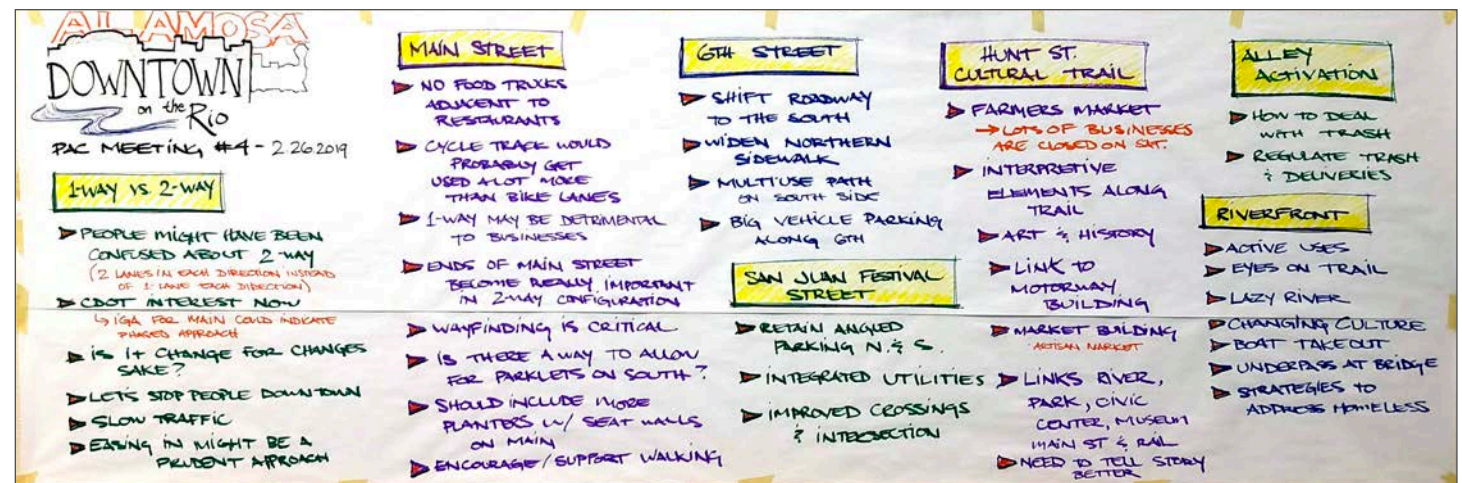 ALAMOSA
DOWNTOWN
on the
Rio
PAC MEETING #4 - 2.26.2019
1-WAY VS 2-WAY
PEOPLE MIGHT HAVE BEEN
CONFUSED ABOUT 2-WAY
(2 LANES IN EACH DIRECTION INSTEAD
OF 1 LANE EACH DIRECTION)
CDOT INTEREST NOW
↳ IGA FOR MAIN COULD INDICATE
PHASED APPROACH
IS IT CHANGE FOR CHANGES
SAKE?
LET'S STOP PEOPLE DOWNTOWN
SLOW TRAFFIC
EASING IN MIGHT BE A
PRUDENT APPROACH
MAIN STREET
NO FOOD TRUCKS
ADJACENT TO
RESTAURANTS
CYCLE TRACK WOULD
PROBABLY GET
USED A LOT MORE
THAN BIKE LANES
1-WAY MAY BE DETRIMENTAL
TO BUSINESSES
ENDS OF MAIN STREET
BECOME REALLY IMPORTANT
IN 2-WAY CONFIGURATION
WAYFINDING IS CRITICAL
IS THERE A WAY TO ALLOW
FOR PARKLETS ON SOUTH?
SHOULD INCLUDE MORE
PLANTERS W/ SEAT WALLS
ON MAIN
ENCOURAGE/SUPPORT WALKING
6TH STREET
SHIFT ROADWAY
TO THE SOUTH
WIDEN NORTHERN
SIDEWALK
MULTI USE PATH
ON SOUTH SIDE
BIG VEHICLE PARKING
ALONG 6TH
SAN JUAN FESTIVAL
STREET
RETAIN ANGLED
PARKING N. & S.
INTEGRATED UTILITIES
IMPROVED CROSSINGS
& INTERSECTION
HUNT ST.
CULTURAL TRAIL
FARMERS MARKET
→ LOTS OF BUSINESSES
ARE CLOSED ON SAT.
INTERPRETIVE
ELEMENTS ALONG
TRAIL
ART & HISTORY
LINK TO
MOTORWAY
BUILDING
MARKET BUILDING
ARTISAN MARKET
LINKS RIVER,
PARK, CIVIC
CENTER, MUSEUM
MAIN ST & RAIL
NEED TO TELL STORY
BETTER
ALLEY
ACTIVATION
HOW TO DEAL
WITH TRASH
REGULATE TRASH
& DELIVERIES
RIVERFRONT
ACTIVE USES
EYES ON TRAIL
LAZY RIVER
CHANGING CULTURE
BOAT TAKE OUT
UNDERPASS AT BRIDGE
STRATEGIES TO
ADDRESS HOMELESS